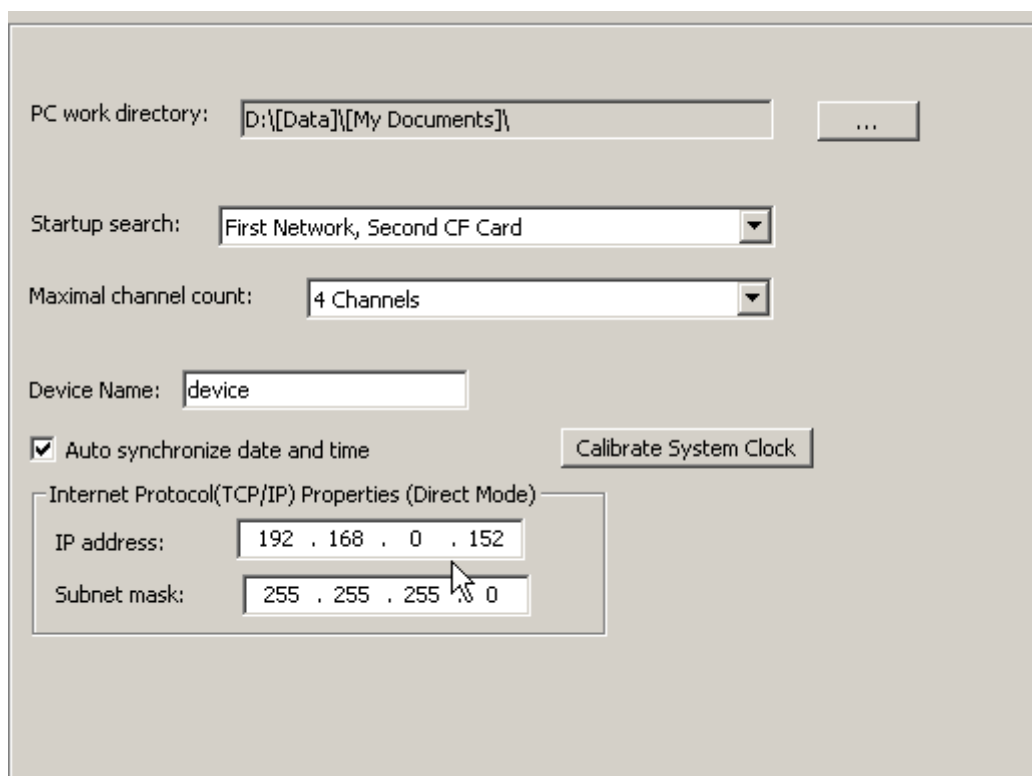 PC work directory: D:\[Data]\[My Documents]\ ...
Startup search: First Network, Second CF Card
Maximal channel count: 4 Channels
Device Name: device
Auto synchronize date and time Calibrate System Clock
Internet Protocol(TCP/IP) Properties (Direct Mode)
IP address: 192 . 168 . 0 . 152
Subnet mask: 255 . 255 . 255 . 0